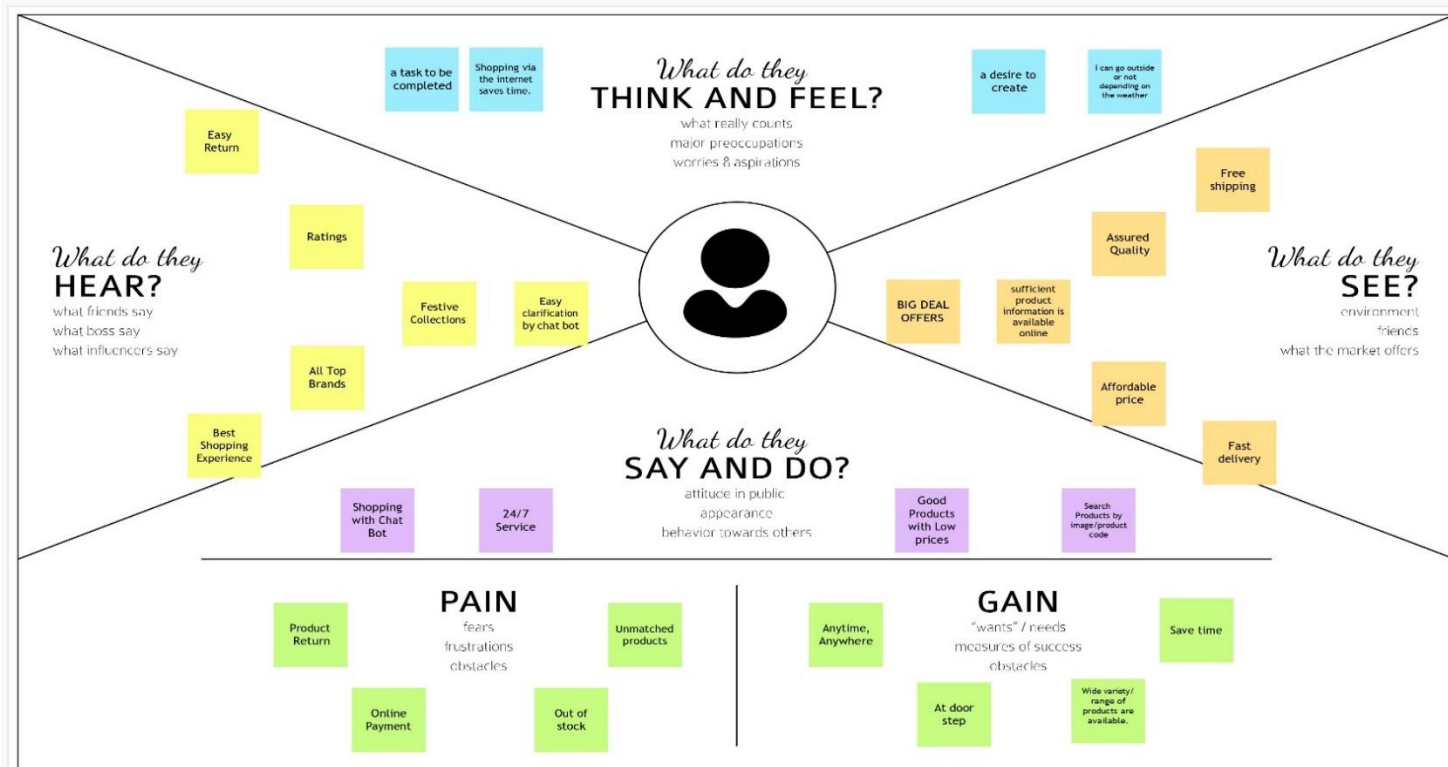 What do they
THINK AND FEEL?
what really counts
major preoccupations
worries & aspirations
a task to be
completed
Shopping via
the internet
saves time.
a desire to
create
I can go outside
or not
depending on
the weather
What do they
HEAR?
what friends say
what boss say
what influencers say
Easy
Return
Ratings
Festive
Collections
Easy
clarification
by chat bot
All Top
Brands
Best
Shopping
Experience
What do they
SEE?
environment
friends
what the market offers
Free
shipping
Assured
Quality
BIG DEAL
OFFERS
sufficient
product
information is
available
online
Affordable
price
Fast
delivery
What do they
SAY AND DO?
attitude in public
appearance
behavior towards others
Shopping
with Chat
Bot
24/7
Service
Good
Products
with Low
prices
Search
Products by
image/product
code
PAIN
fears
frustrations
obstacles
Product
Return
Unmatched
products
Online
Payment
Out of
stock
GAIN
"wants" / needs
measures of success
obstacles
Anytime,
Anywhere
Save time
At door
step
Wide variety/
range of
products are
available.